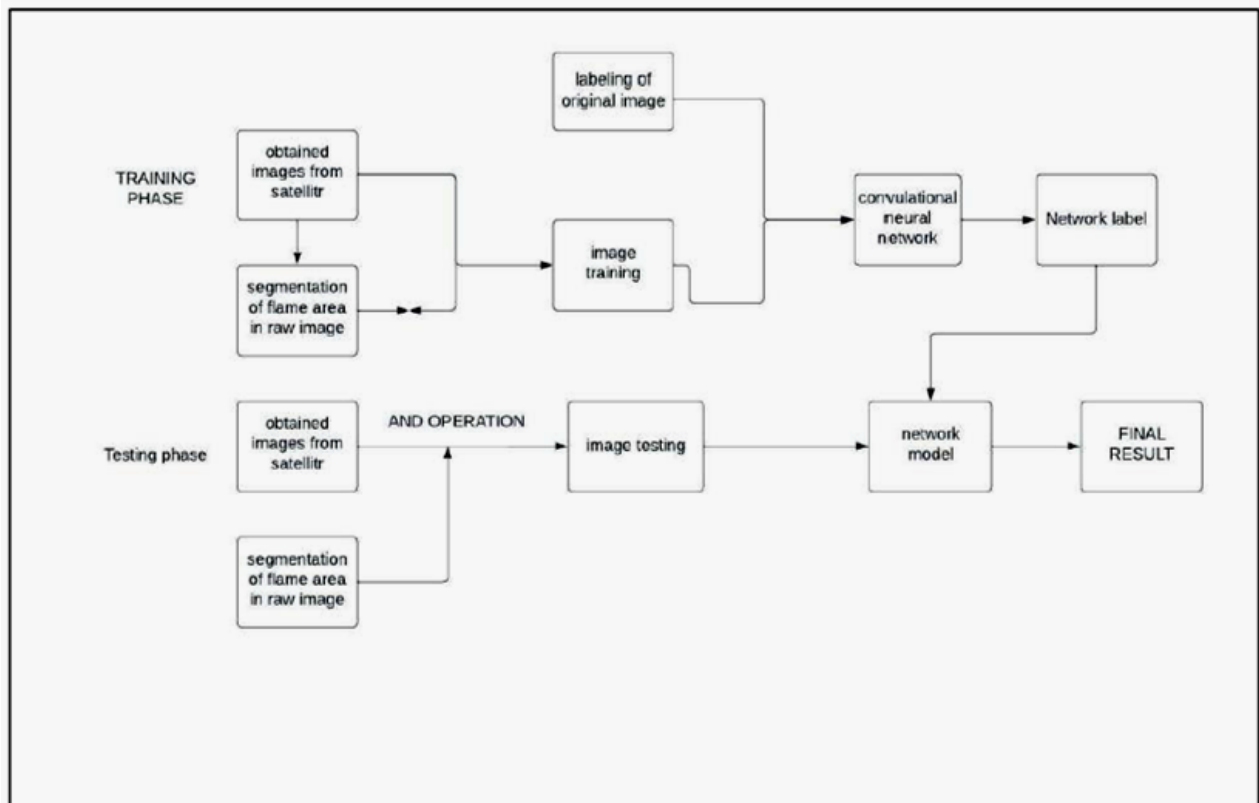 labeling of
original image
TRAINING
PHASE
obtained
images from
satellitr
segmentation
of flame area
in raw image
image
training
convulational
neural
network
Network label
Testing phase
obtained
images from
satellitr
AND OPERATION
image testing
network
model
FINAL
RESULT
segmentation
of flame area
in raw image